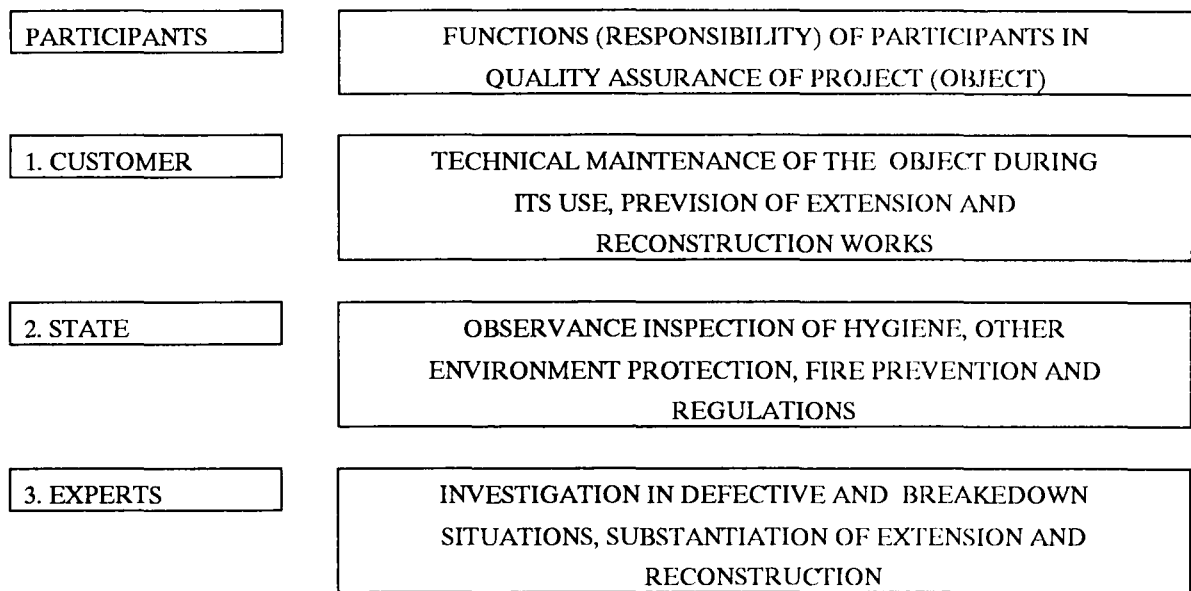 PARTICIPANTS
FUNCTIONS (RESPONSIBILITY) OF PARTICIPANTS IN
QUALITY ASSURANCE OF PROJECT (OBJECT)
1. CUSTOMER
TECHNICAL MAINTENANCE OF THE OBJECT DURING
ITS USE, PREVISION OF EXTENSION AND
RECONSTRUCTION WORKS
2. STATE
OBSERVANCE INSPECTION OF HYGIENE, OTHER
ENVIRONMENT PROTECTION, FIRE PREVENTION AND
REGULATIONS
3. EXPERTS
INVESTIGATION IN DEFECTIVE AND BREAKEDOWN
SITUATIONS, SUBSTANTIATION OF EXTENSION AND
RECONSTRUCTION